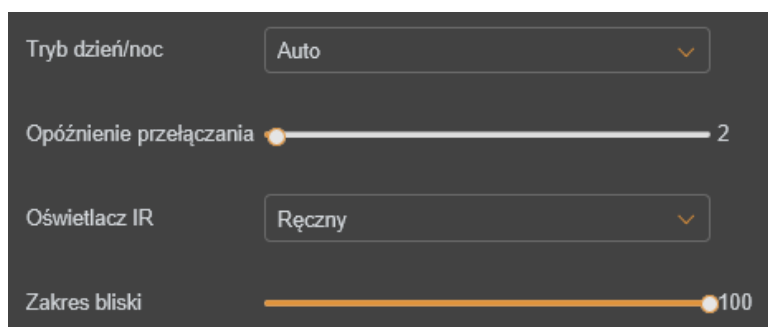 Tryb dzień/noc Auto
Opóźnienie przełączania 2
Oświetlacz IR Ręczny
Zakres bliski 100